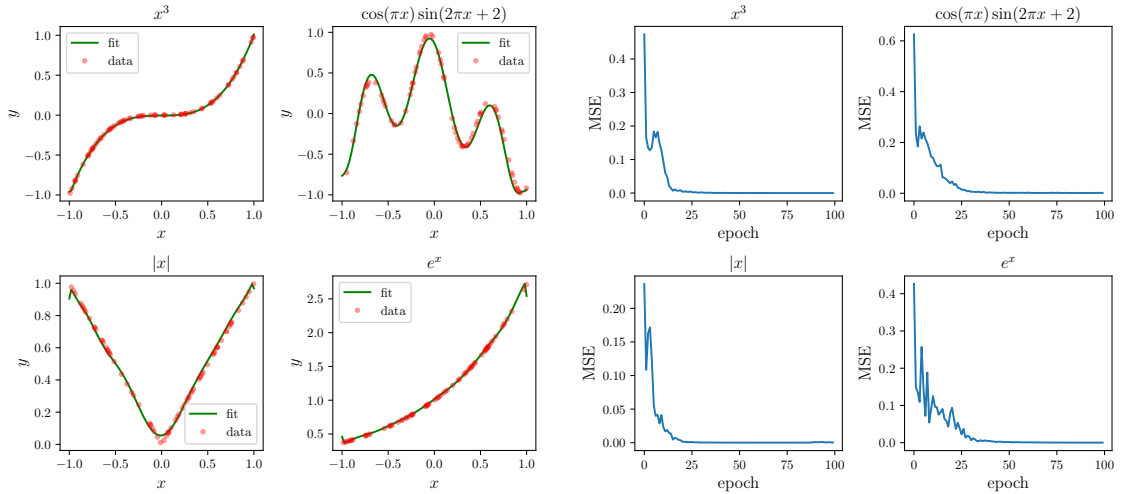 x³
1.0
0.5
0.0
−0.5
−1.0
y
fit
data
−1.0 −0.5 0.0 0.5 1.0
x
cos(πx) sin(2πx + 2)
1.0
0.5
0.0
−0.5
−1.0
y
fit
data
−1.0 −0.5 0.0 0.5 1.0
x
x³
0.4
0.3
0.2
0.1
0.0
MSE
0 25 50 75 100
epoch
cos(πx) sin(2πx + 2)
0.6
0.4
0.2
0.0
MSE
0 25 50 75 100
epoch
|x|
1.0
0.8
0.6
0.4
0.2
0.0
y
fit
data
−1.0 −0.5 0.0 0.5 1.0
x
eˣ
2.5
2.0
1.5
1.0
0.5
y
fit
data
−1.0 −0.5 0.0 0.5 1.0
x
|x|
0.20
0.15
0.10
0.05
0.00
MSE
0 25 50 75 100
epoch
eˣ
0.4
0.3
0.2
0.1
0.0
MSE
0 25 50 75 100
epoch